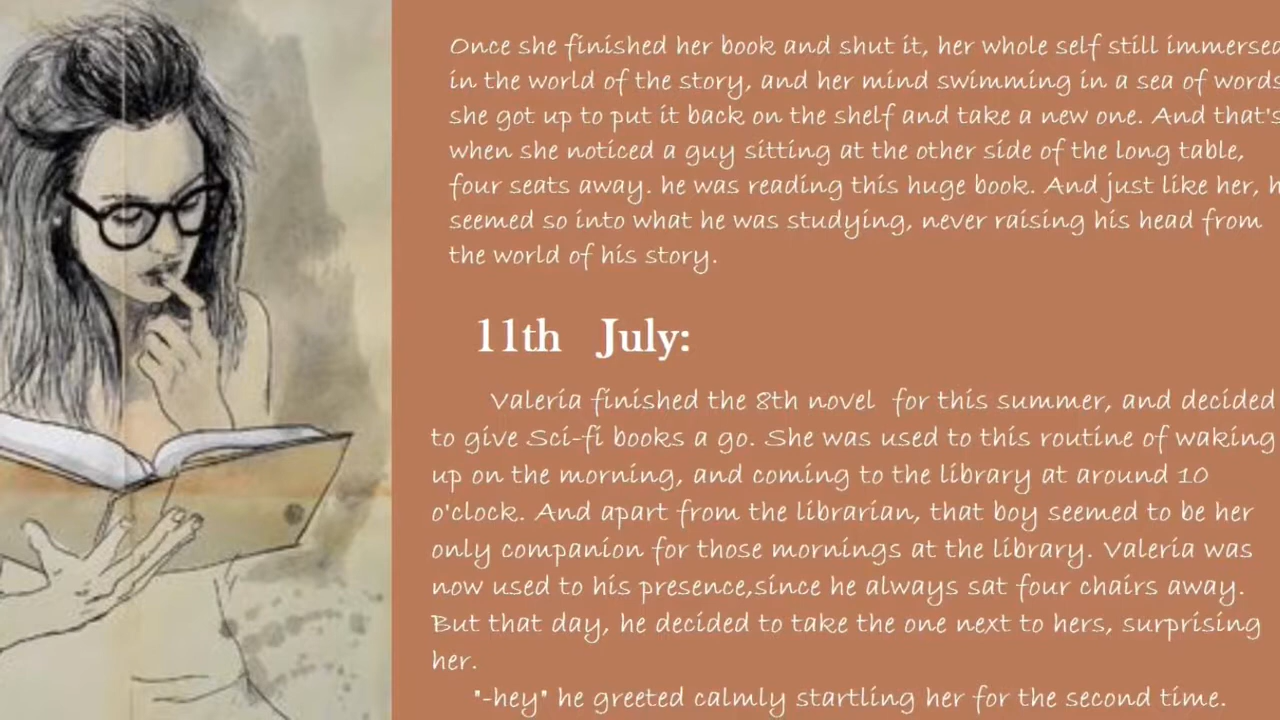 Once she finished her book and shut it, her whole self still immersed
in the world of the story, and her mind swimming in a sea of words
she got up to put it back on the shelf and take a new one. And that's
when she noticed a guy sitting at the other side of the long table,
four seats away. he was reading this huge book. And just like her, h
seemed so into what he was studying, never raising his head from
the world of his story.
11th July:
Valeria finished the 8th novel for this summer, and decided
to give Sci-fi books a go. She was used to this routine of waking
up on the morning, and coming to the library at around 10
o'clock. And apart from the librarian, that boy seemed to be her
only companion for those mornings at the library. Valeria was
now used to his presence,since he always sat four chairs away.
But that day, he decided to take the one next to hers, surprising
her.
"-hey" he greeted calmly startling her for the second time.